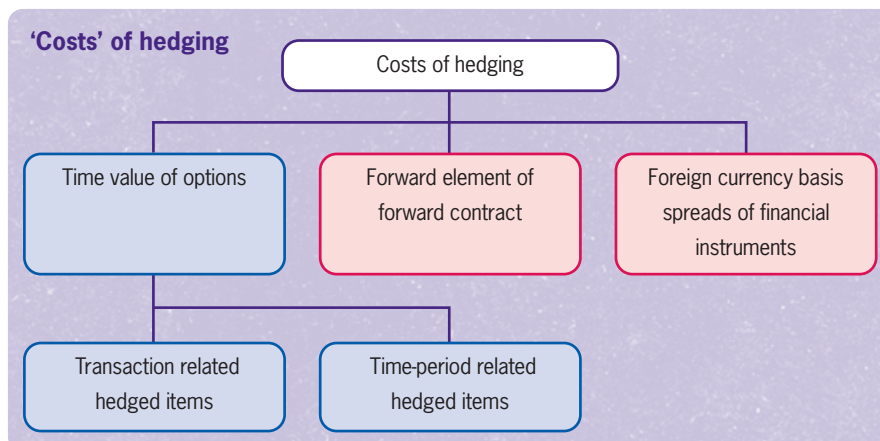 ‘Costs’ of hedging
Costs of hedging
Time value of options
Forward element of
forward contract
Foreign currency basis
spreads of financial
instruments
Transaction related
hedged items
Time-period related
hedged items